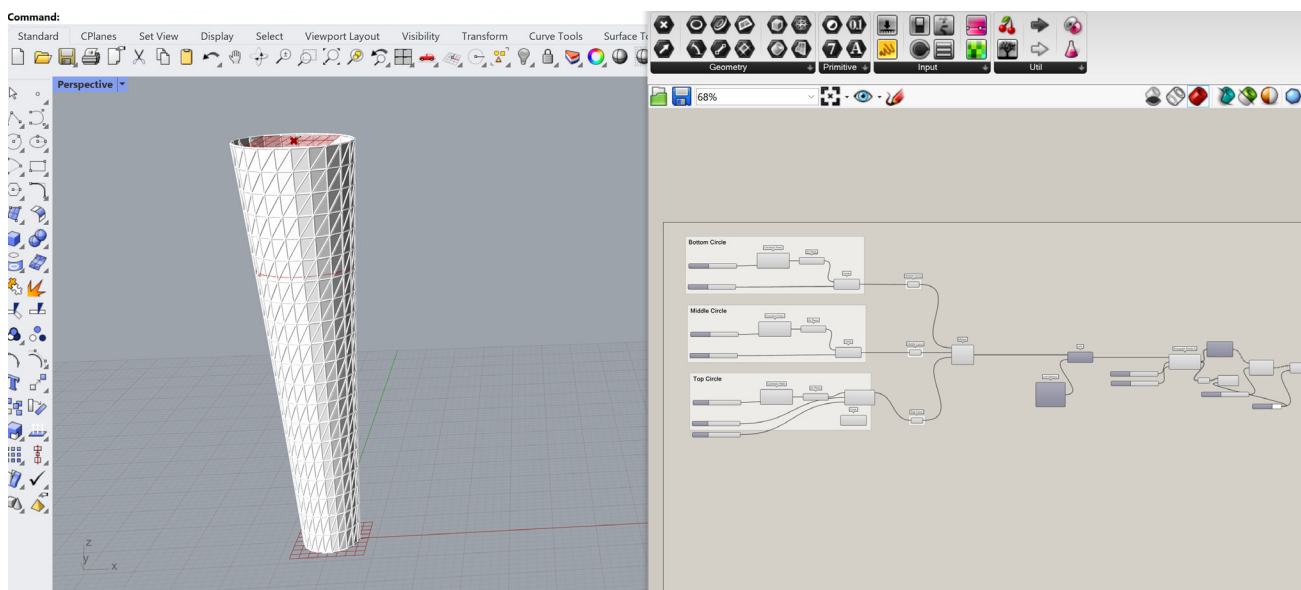 Command:
Standard CPlanes Set View Display Select Viewport Layout Visibility Transform Curve Tools Surface T
Perspective
z
y
x
Geometry Primitive Input Util
68%
Bottom Circle
Middle Circle
Top Circle